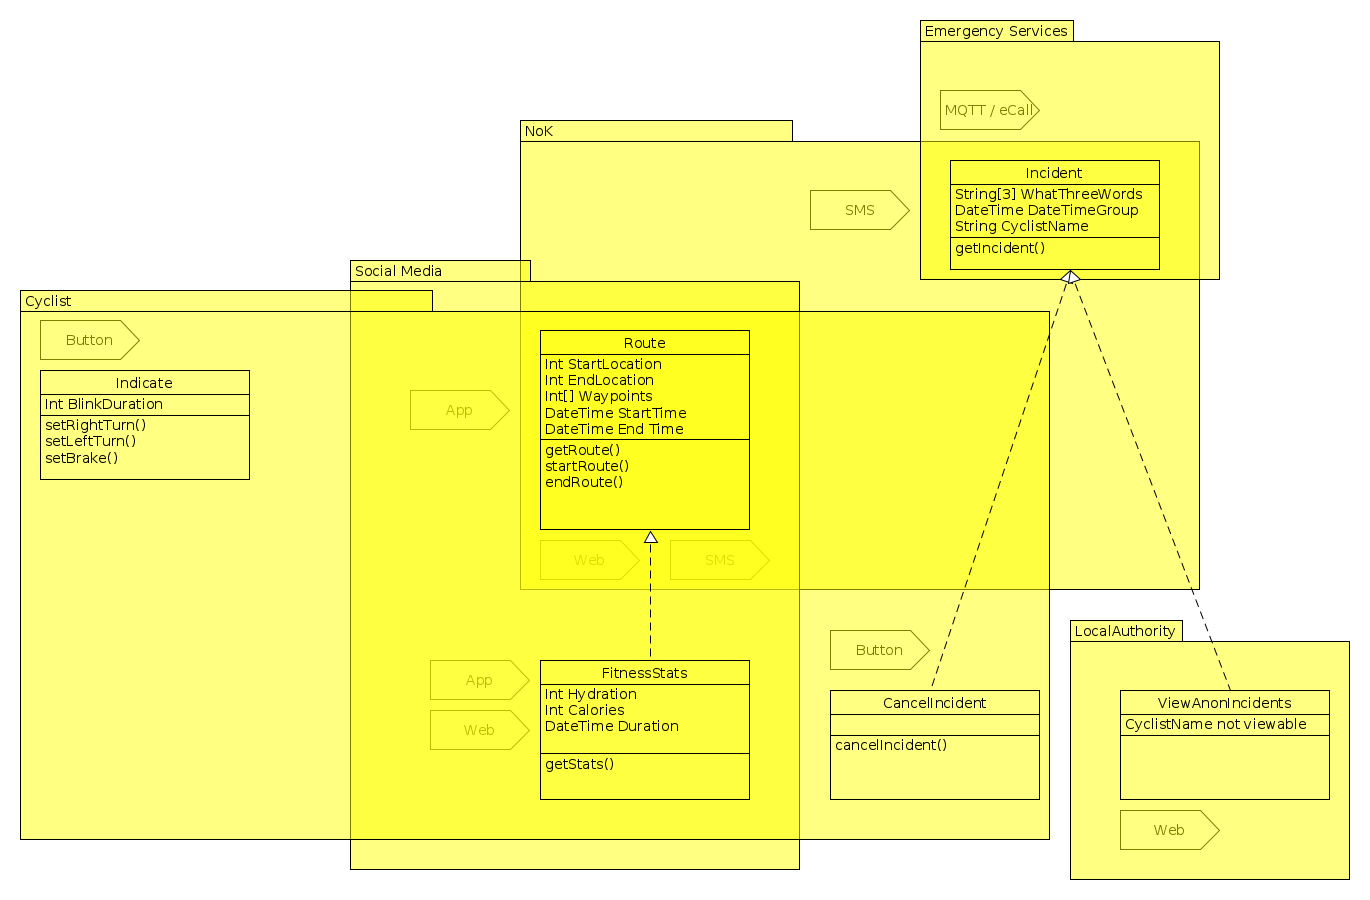 Emergency Services
MQTT / eCall
NoK
Incident
String[3] WhatThreeWords
DateTime DateTimeGroup
String CyclistName
getIncident()
SMS
Social Media
Cyclist
Button
Indicate
Int BlinkDuration
setRightTurn()
setLeftTurn()
setBrake()
App
Route
Int StartLocation
Int EndLocation
Int[] Waypoints
DateTime StartTime
DateTime End Time
getRoute()
startRoute()
endRoute()
Web
SMS
App
Web
FitnessStats
Int Hydration
Int Calories
DateTime Duration
getStats()
Button
CancelIncident
cancelIncident()
LocalAuthority
ViewAnonIncidents
CyclistName not viewable
Web